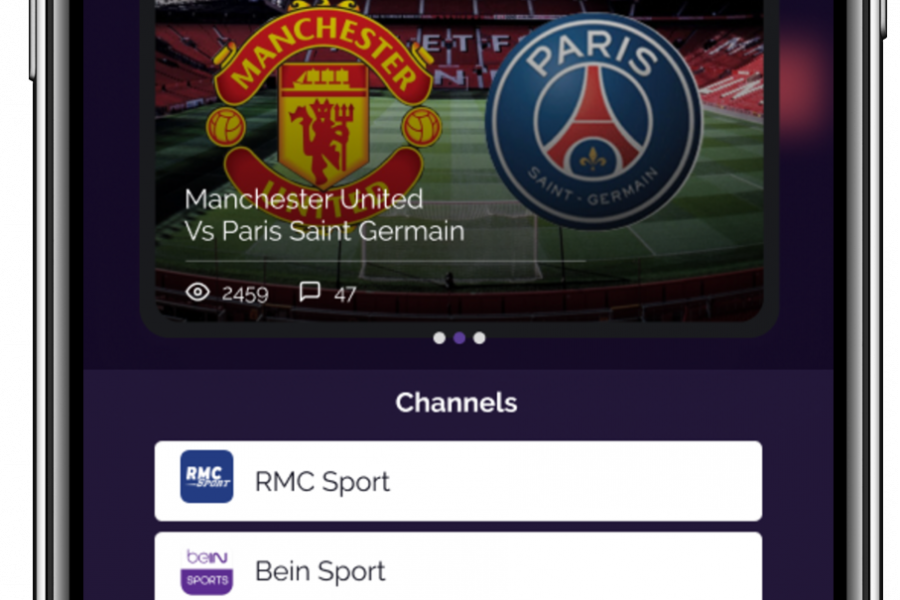 MANCHESTER
UNITED
PARIS
SAINT-GERMAIN
Manchester United
Vs Paris Saint Germain
2459 47
Channels
RMC
SPORT
RMC Sport
beIN
SPORTS
Bein Sport